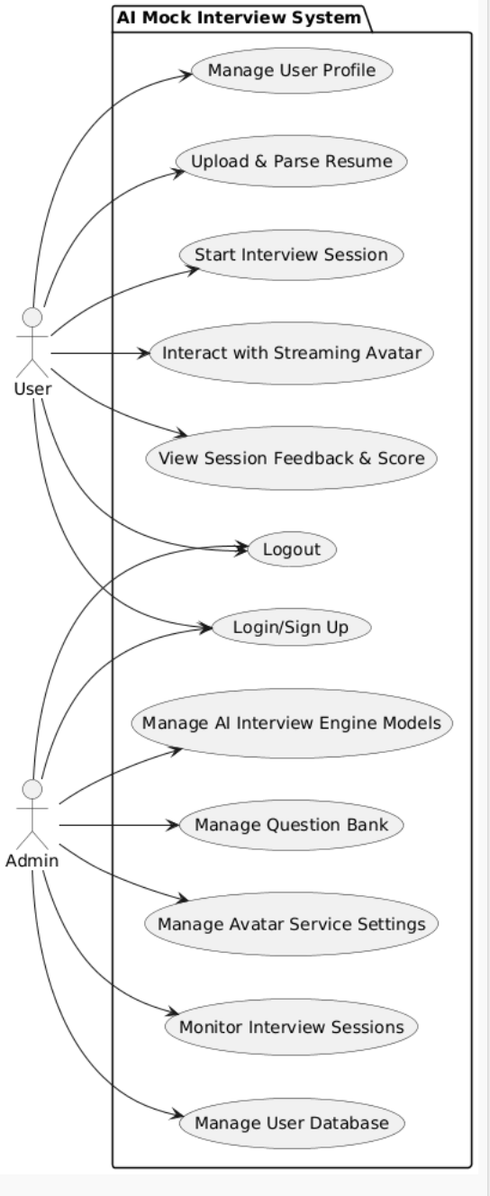 AI Mock Interview System
Manage User Profile
Upload & Parse Resume
Start Interview Session
Interact with Streaming Avatar
User
View Session Feedback & Score
Logout
Login/Sign Up
Manage AI Interview Engine Models
Manage Question Bank
Admin
Manage Avatar Service Settings
Monitor Interview Sessions
Manage User Database